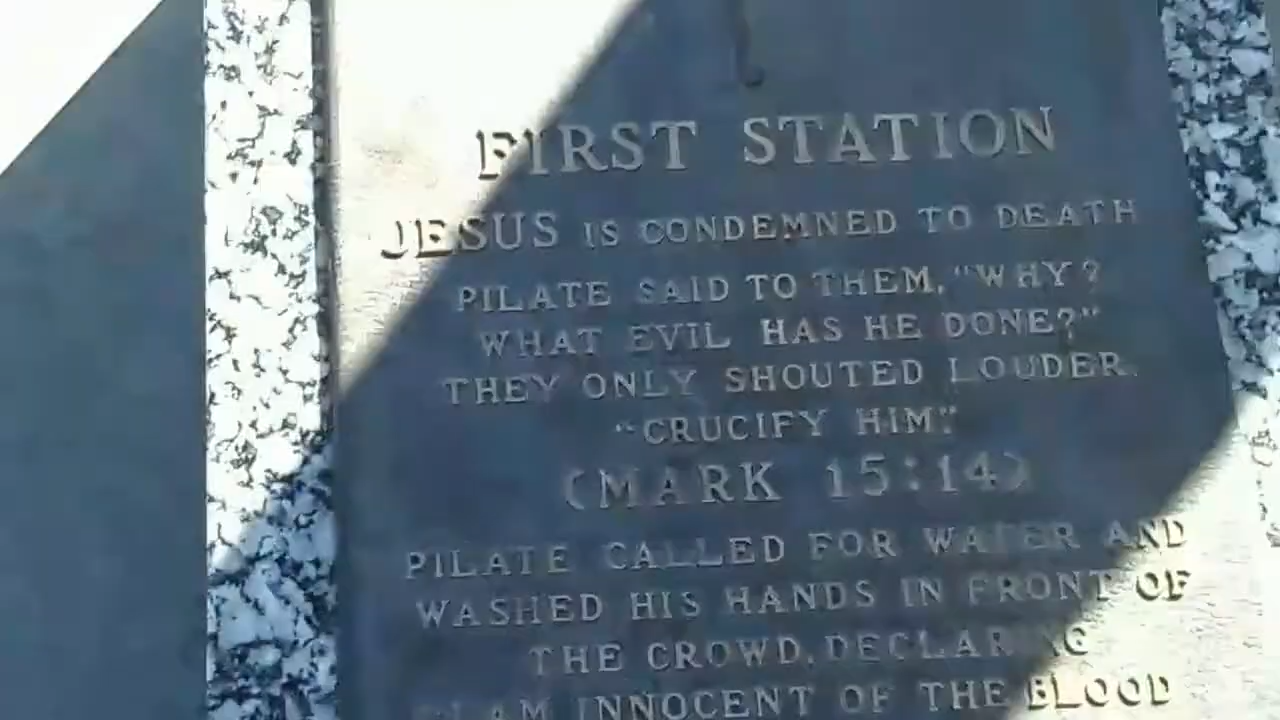 FIRST STATION
JESUS IS CONDEMNED TO DEATH
PILATE SAID TO THEM, "WHY?
WHAT EVIL HAS HE DONE?"
THEY ONLY SHOUTED LOUDER.
"CRUCIFY HIM"
(MARK 15:14)
PILATE CALLED FOR WATER AND
WASHED HIS HANDS IN FRONT OF
THE CROWD, DECLARING
"I AM INNOCENT OF THE BLOOD